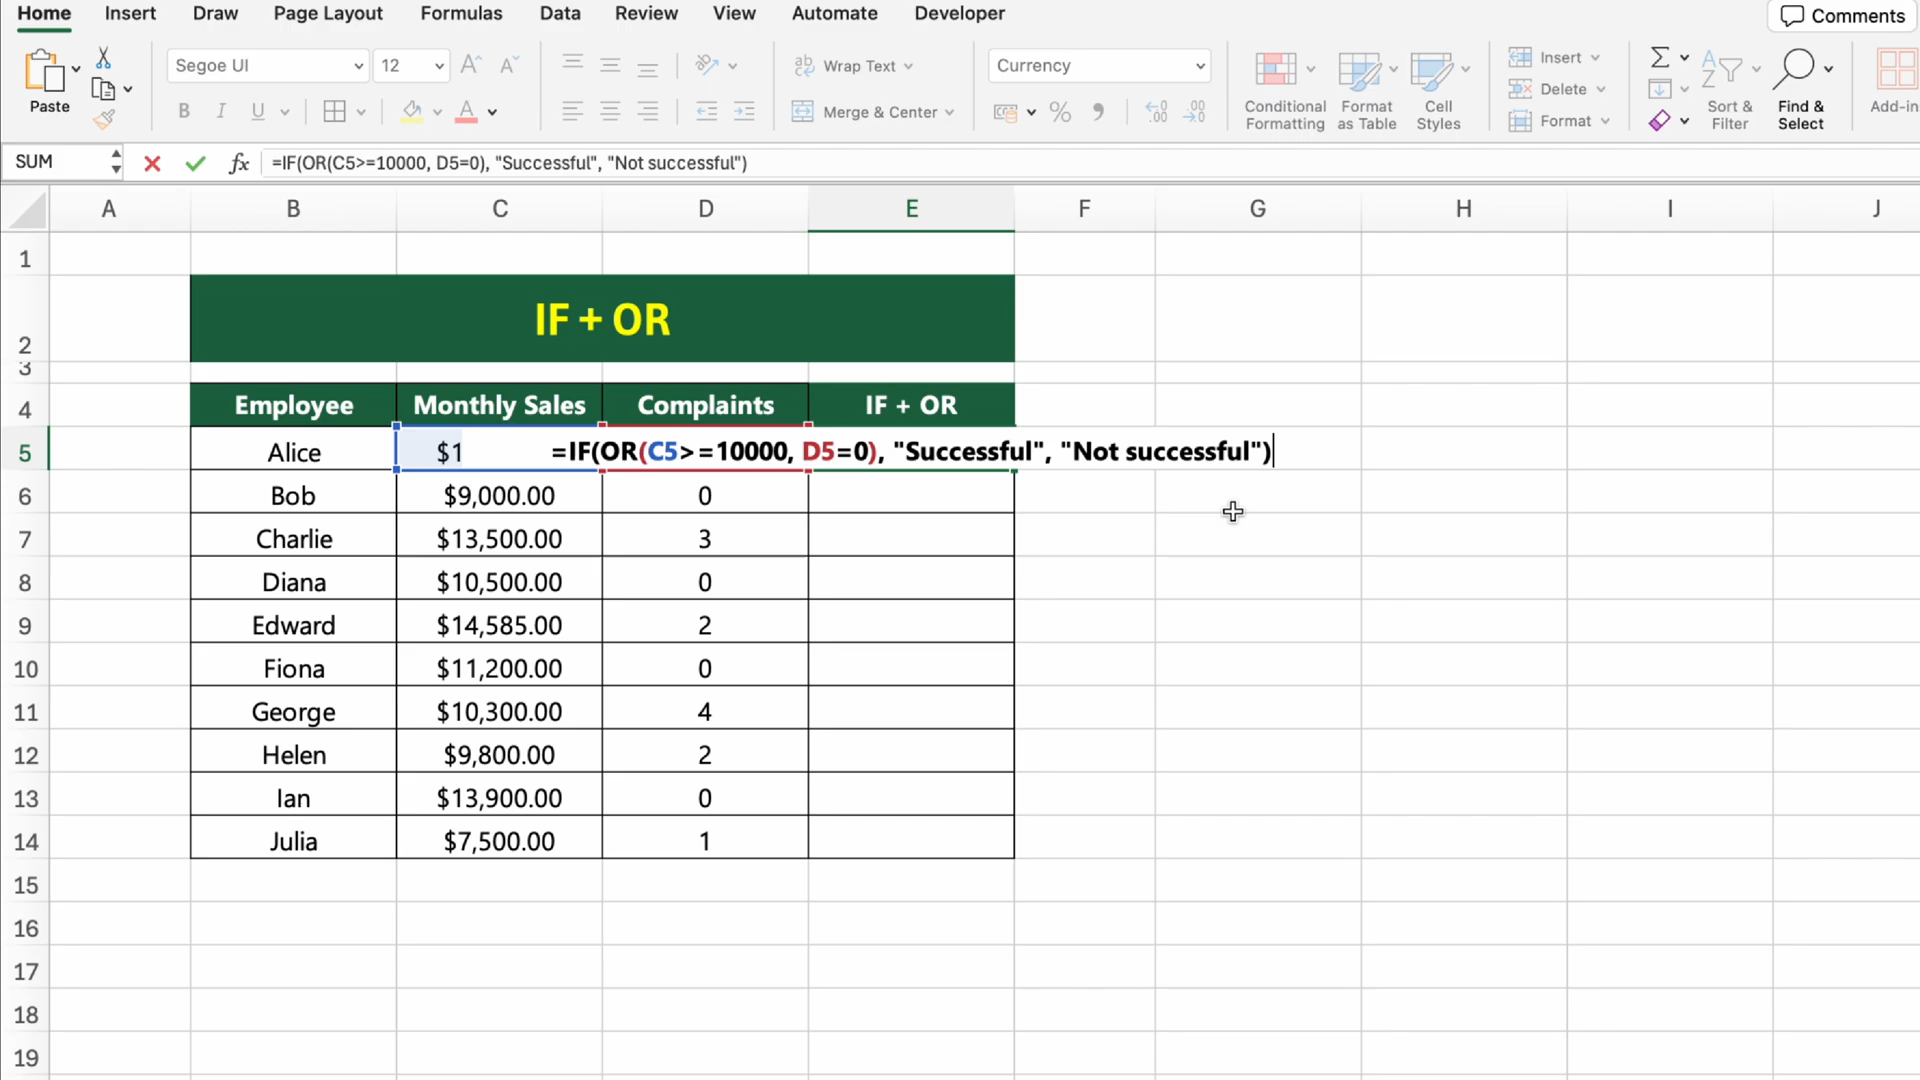 Home Insert Draw Page Layout Formulas Data Review View Automate Developer Comments
Paste
Segoe UI 12
B I U
Wrap Text
Merge & Center
Currency
Conditional Formatting
Format as Table
Cell Styles
Insert
Delete
Format
Sort & Filter
Find & Select
Add-in
SUM fx =IF(OR(C5>=10000, D5=0), "Successful", "Not successful")
A B C D E F G H I J
1
2 IF + OR
3
4 Employee Monthly Sales Complaints IF + OR
5 Alice $1 =IF(OR(C5>=10000, D5=0), "Successful", "Not successful")
6 Bob $9,000.00 0
7 Charlie $13,500.00 3
8 Diana $10,500.00 0
9 Edward $14,585.00 2
10 Fiona $11,200.00 0
11 George $10,300.00 4
12 Helen $9,800.00 2
13 Ian $13,900.00 0
14 Julia $7,500.00 1
15
16
17
18
19